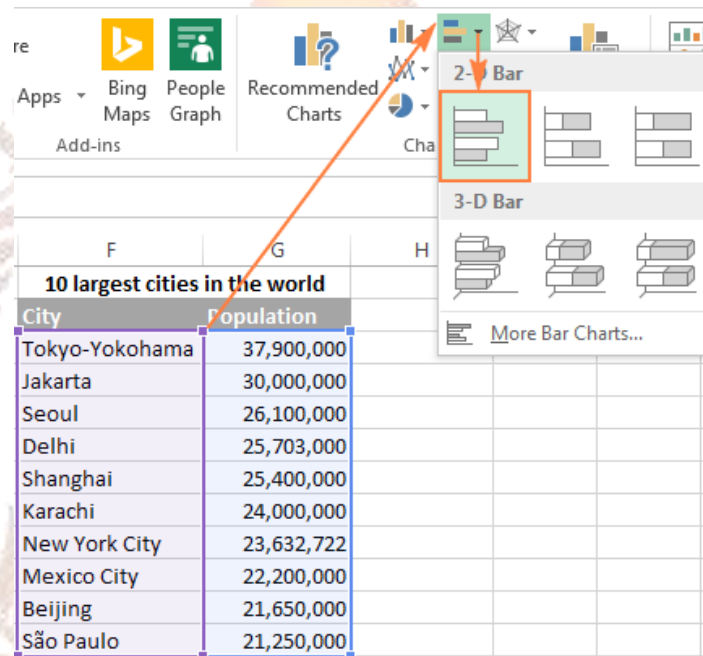 re
Apps
Bing
Maps
People
Graph
Recommended
Charts
Add-ins
Cha
2-D Bar
3-D Bar
More Bar Charts...
F G H
10 largest cities in the world
City Population
Tokyo-Yokohama 37,900,000
Jakarta 30,000,000
Seoul 26,100,000
Delhi 25,703,000
Shanghai 25,400,000
Karachi 24,000,000
New York City 23,632,722
Mexico City 22,200,000
Beijing 21,650,000
São Paulo 21,250,000